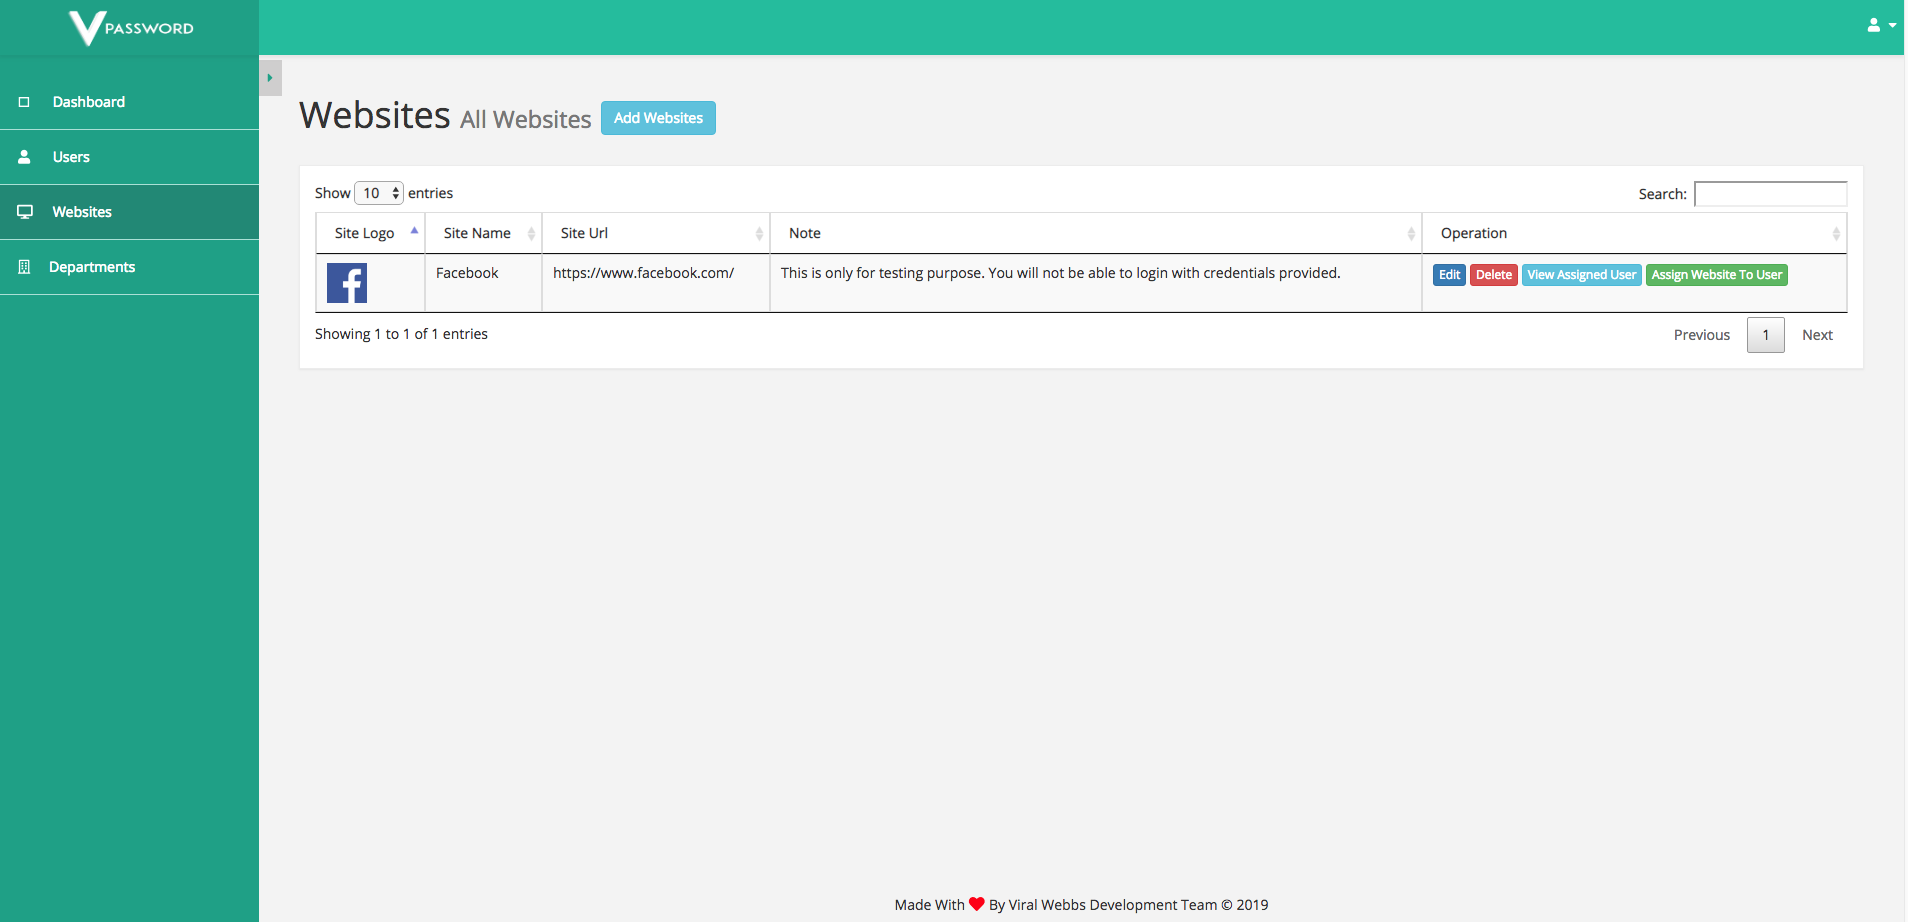 V PASSWORD
Dashboard
Users
Websites
Departments
Websites All Websites Add Websites
Show 10 entries
Search:
Site Logo Site Name Site Url Note Operation
Facebook https://www.facebook.com/ This is only for testing purpose. You will not be able to login with credentials provided. Edit Delete View Assigned User Assign Website To User
Showing 1 to 1 of 1 entries
Previous 1 Next
Made With ❤ By Viral Webbs Development Team © 2019